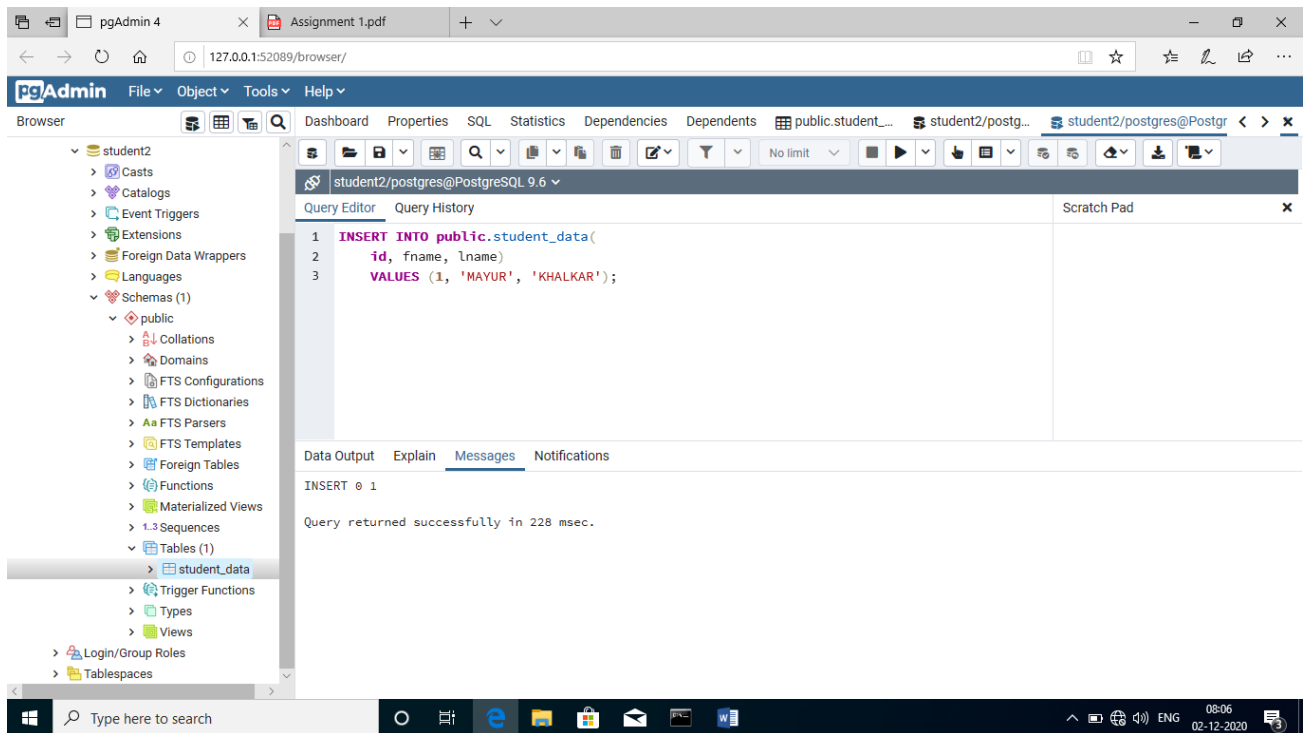 pgAdmin 4
Assignment 1.pdf
127.0.0.1:52089/browser/
pgAdmin File Object Tools Help
Browser
Dashboard Properties SQL Statistics Dependencies Dependents public.student_... student2/postg... student2/postgres@Postgr
No limit
student2/postgres@PostgreSQL 9.6
Query Editor Query History
Scratch Pad
1 INSERT INTO public.student_data(
2 id, fname, lname)
3 VALUES (1, 'MAYUR', 'KHALKAR');
Data Output Explain Messages Notifications
INSERT 0 1
Query returned successfully in 228 msec.
student2
Casts
Catalogs
Event Triggers
Extensions
Foreign Data Wrappers
Languages
Schemas (1)
public
Collations
Domains
FTS Configurations
FTS Dictionaries
Aa FTS Parsers
FTS Templates
Foreign Tables
Functions
Materialized Views
1..3 Sequences
Tables (1)
student_data
Trigger Functions
Types
Views
Login/Group Roles
Tablespaces
Type here to search
ENG
08:06
02-12-2020
3